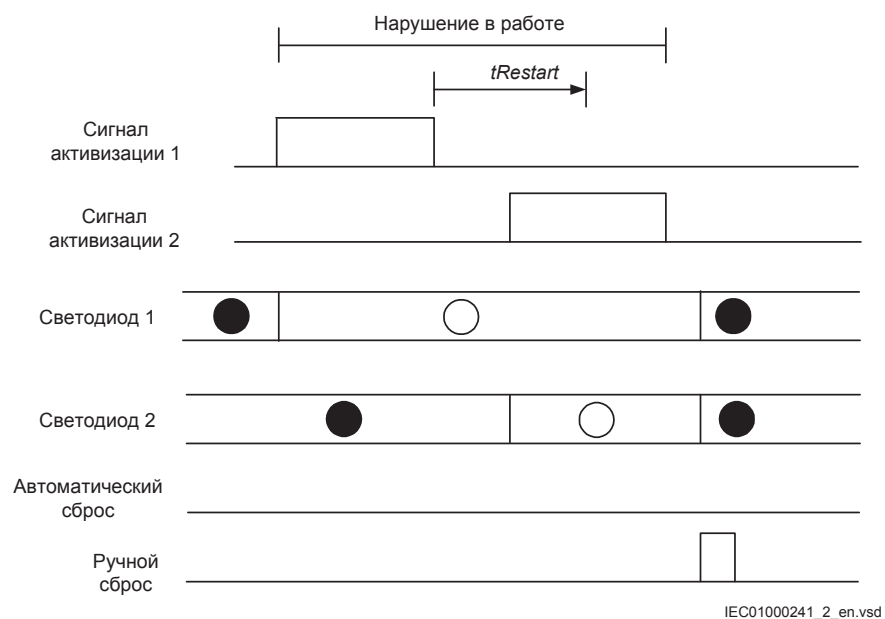 Нарушение в работе
tRestart
Сигнал
активизации 1
Сигнал
активизации 2
Светодиод 1
Светодиод 2
Автоматический
сброс
Ручной
сброс
IEC01000241_2_en.vsd